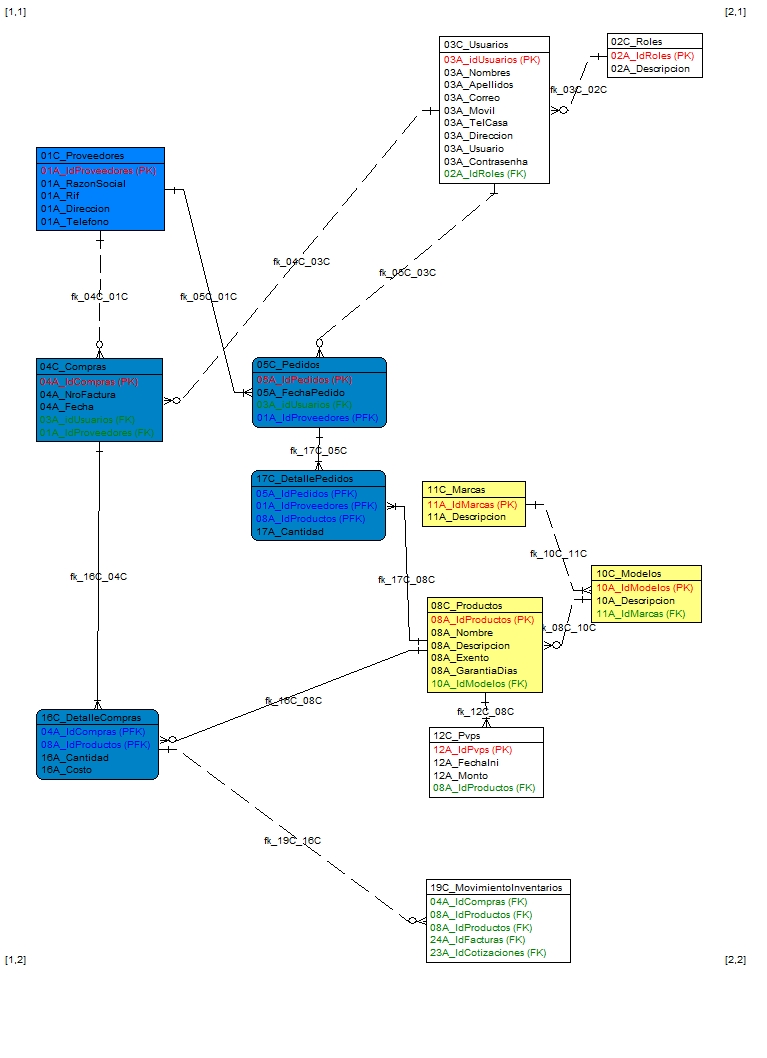 [1,1]
[2,1]
03C_Usuarios
03A_idUsuarios (PK)
03A_Nombres
03A_Apellidos
03A_Correo
03A_Movil
03A_TelCasa
03A_Direccion
03A_Usuario
03A_Contrasenha
02A_IdRoles (FK)
02C_Roles
02A_IdRoles (PK)
02A_Descripcion
fk_03C_02C
01C_Proveedores
01A_IdProveedores (PK)
01A_RazonSocial
01A_Rif
01A_Direccion
01A_Telefono
fk_04C_03C
fk_05C_03C
fk_04C_01C
fk_05C_01C
04C_Compras
04A_IdCompras (PK)
04A_NroFactura
04A_Fecha
03A_idUsuarios (FK)
01A_IdProveedores (FK)
05C_Pedidos
05A_IdPedidos (PK)
05A_FechaPedido
03A_idUsuarios (FK)
01A_IdProveedores (PFK)
fk_17C_05C
17C_DetallePedidos
05A_IdPedidos (PFK)
01A_IdProveedores (PFK)
08A_IdProductos (PFK)
17A_Cantidad
11C_Marcas
11A_IdMarcas (PK)
11A_Descripcion
fk_10C_11C
fk_16C_04C
fk_17C_08C
10C_Modelos
10A_IdModelos (PK)
10A_Descripcion
11A_IdMarcas (FK)
08C_Productos
08A_IdProductos (PK)
08A_Nombre
08A_Descripcion
08A_Exento
08A_GarantiaDias
10A_IdModelos (FK)
k_08C_10C
fk_16C_08C
fk_12C_08C
16C_DetalleCompras
04A_IdCompras (PFK)
08A_IdProductos (PFK)
16A_Cantidad
16A_Costo
12C_Pvps
12A_IdPvps (PK)
12A_FechaIni
12A_Monto
08A_IdProductos (FK)
fk_19C_16C
19C_MovimientoInventarios
04A_IdCompras (FK)
08A_IdProductos (FK)
08A_IdProductos (FK)
24A_IdFacturas (FK)
23A_IdCotizaciones (FK)
[1,2]
[2,2]